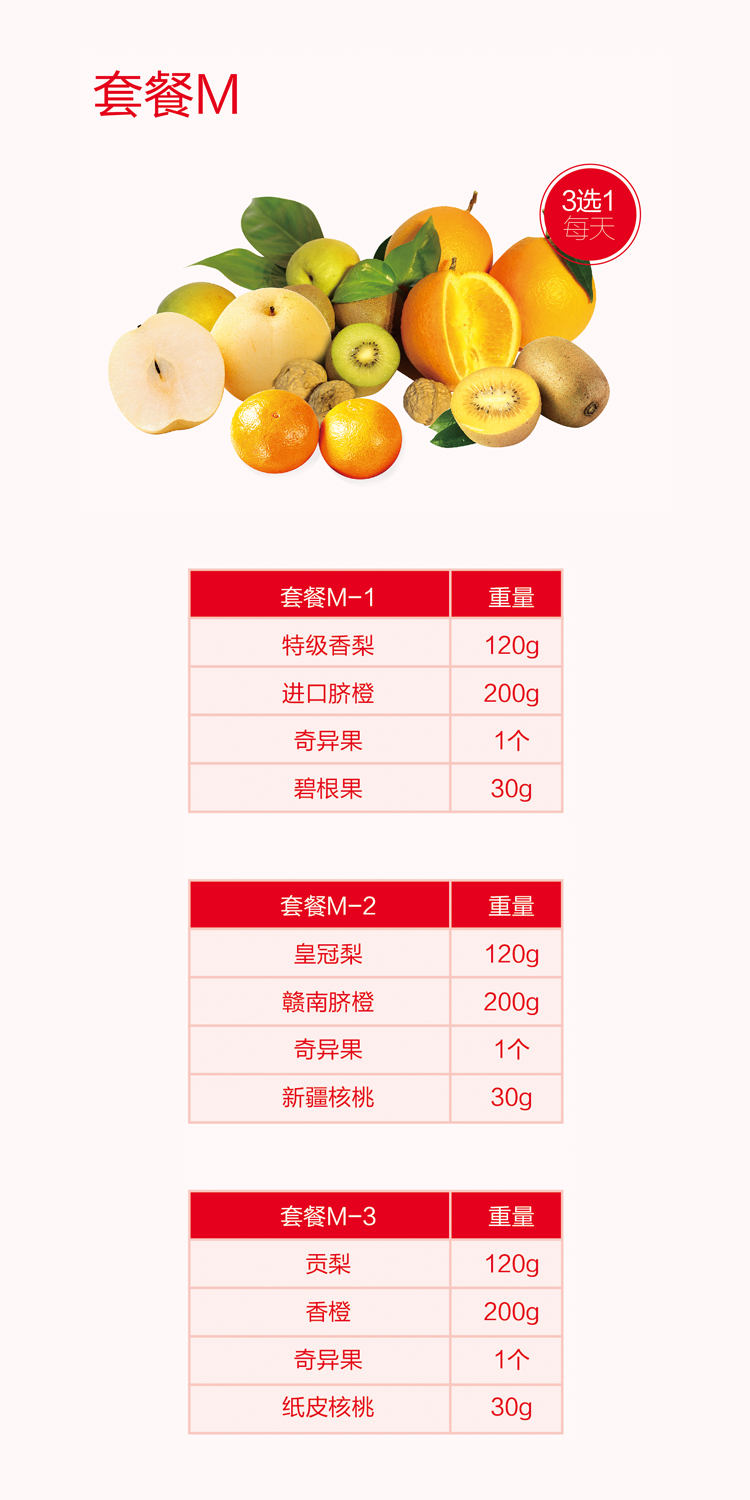 套餐M
3选1
每天
套餐M-1 重量
特级香梨 120g
进口脐橙 200g
奇异果 1个
碧根果 30g
套餐M-2 重量
皇冠梨 120g
赣南脐橙 200g
奇异果 1个
新疆核桃 30g
套餐M-3 重量
贡梨 120g
香橙 200g
奇异果 1个
纸皮核桃 30g